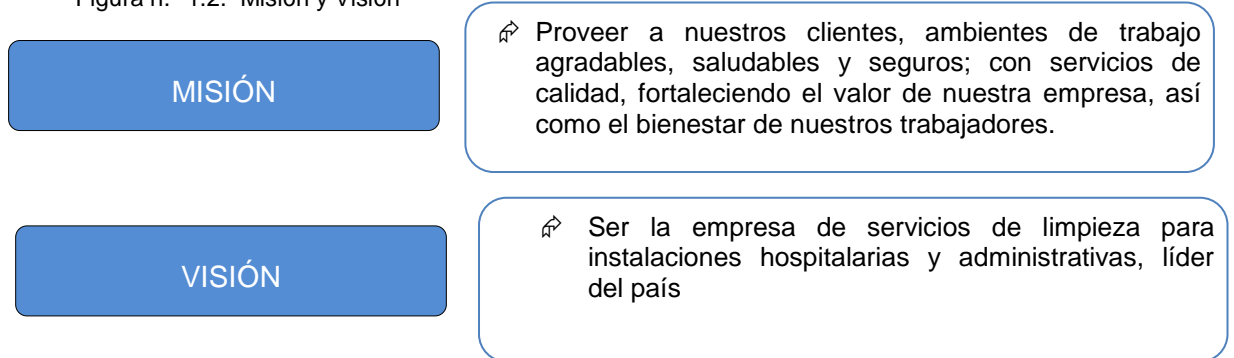 Figura n.° 1.2. Misión y Visión
MISIÓN
Proveer a nuestros clientes, ambientes de trabajo
agradables, saludables y seguros; con servicios de
calidad, fortaleciendo el valor de nuestra empresa, así
como el bienestar de nuestros trabajadores.
VISIÓN
Ser la empresa de servicios de limpieza para
instalaciones hospitalarias y administrativas, líder
del país